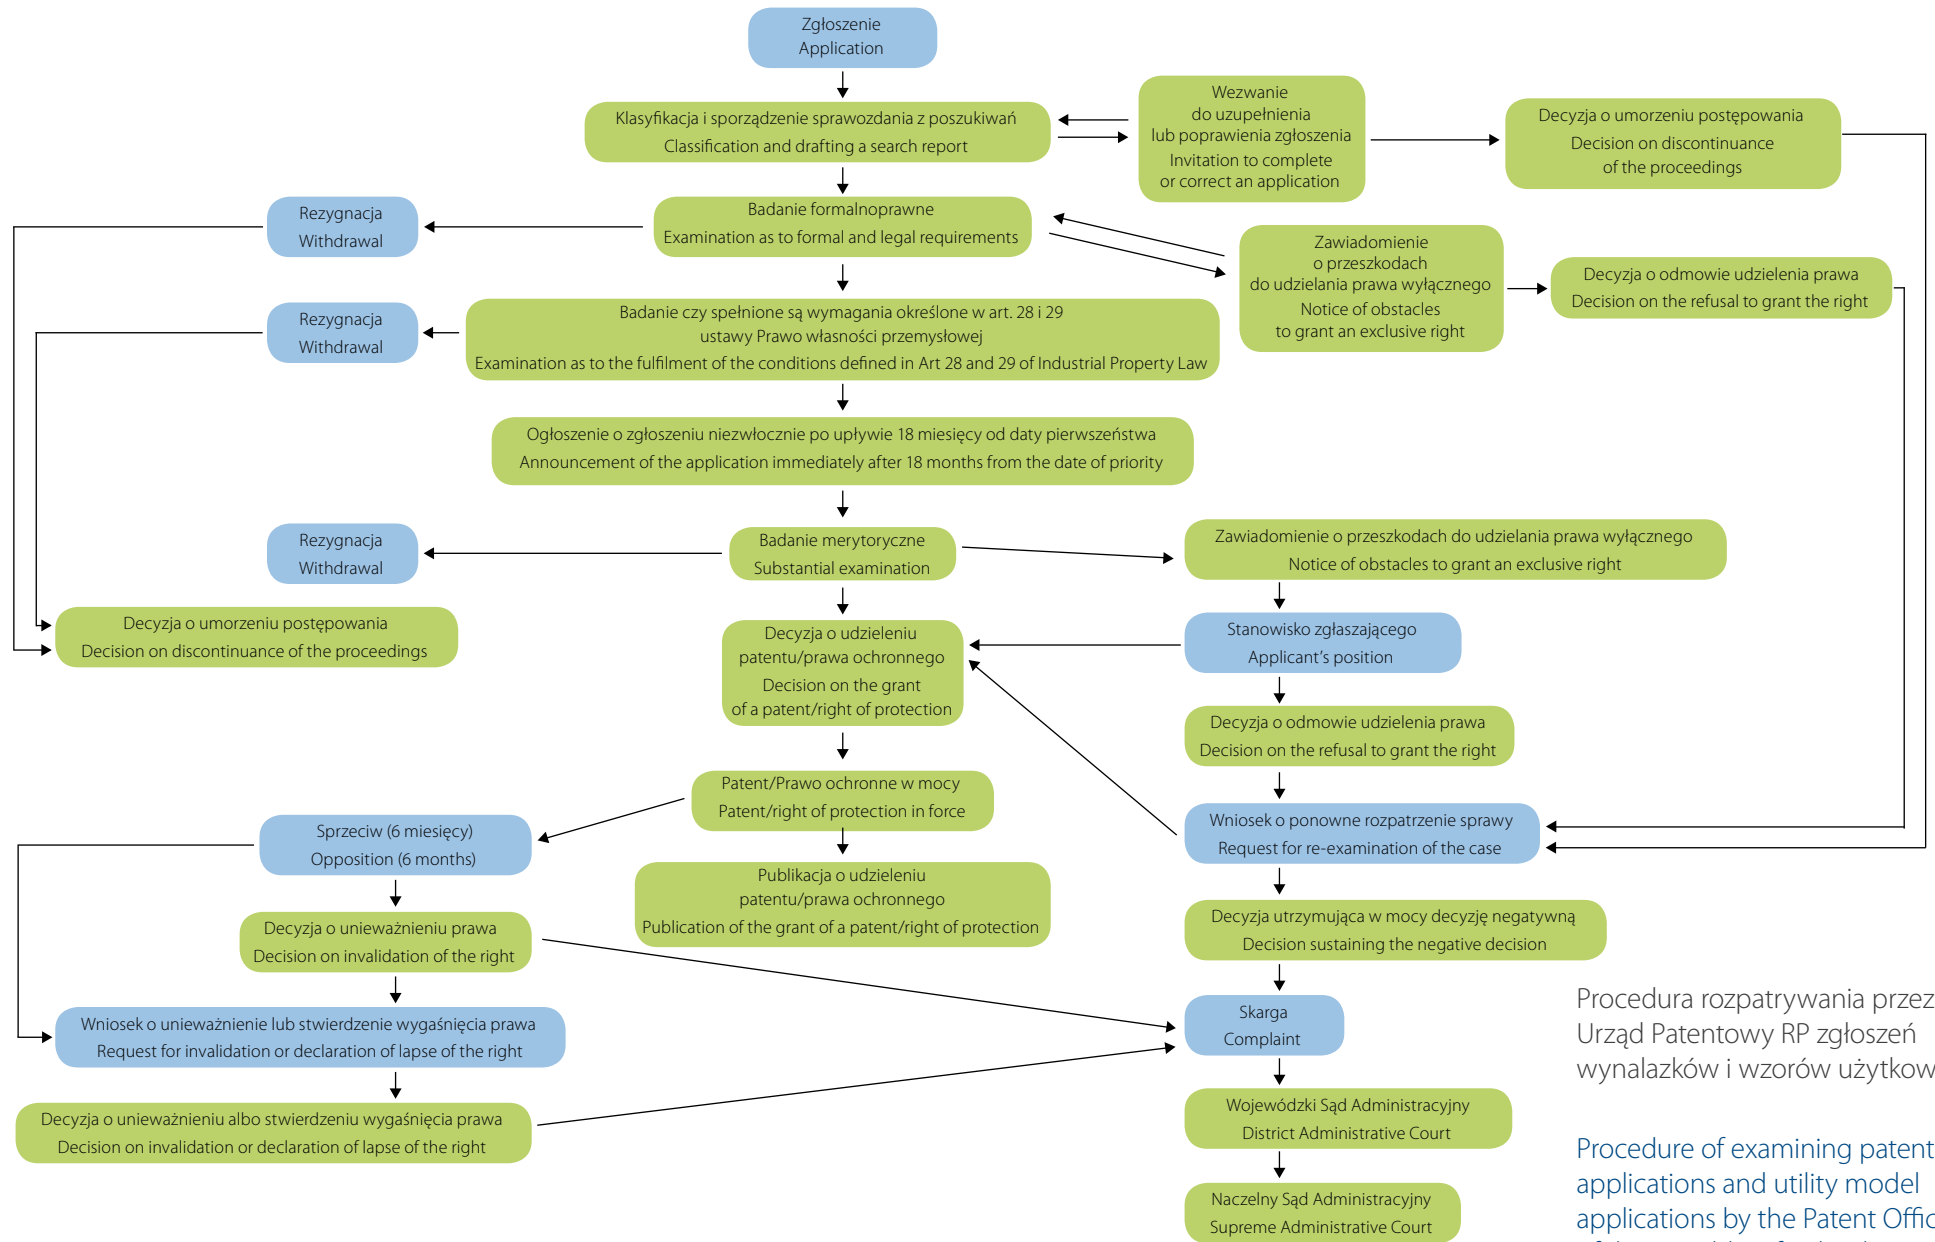 Zgłoszenie
Application
Klasyfikacja i sporządzenie sprawozdania z poszukiwań
Classification and drafting a search report
Wezwanie
do uzupełnienia
lub poprawienia zgłoszenia
Invitation to complete
or correct an application
Decyzja o umorzeniu postępowania
Decision on discontinuance
of the proceedings
Rezygnacja
Withdrawal
Badanie formalnoprawne
Examination as to formal and legal requirements
Zawiadomienie
o przeszkodach
do udzielania prawa wyłącznego
Notice of obstacles
to grant an exclusive right
Decyzja o odmowie udzielenia prawa
Decision on the refusal to grant the right
Rezygnacja
Withdrawal
Badanie czy spełnione są wymagania określone w art. 28 i 29
ustawy Prawo własności przemysłowej
Examination as to the fulfilment of the conditions defined in Art 28 and 29 of Industrial Property Law
Ogłoszenie o zgłoszeniu niezwłocznie po upływie 18 miesięcy od daty pierwszeństwa
Announcement of the application immediately after 18 months from the date of priority
Rezygnacja
Withdrawal
Badanie merytoryczne
Substantial examination
Zawiadomienie o przeszkodach do udzielania prawa wyłącznego
Notice of obstacles to grant an exclusive right
Decyzja o umorzeniu postępowania
Decision on discontinuance of the proceedings
Decyzja o udzieleniu
patentu/prawa ochronnego
Decision on the grant
of a patent/right of protection
Stanowisko zgłaszającego
Applicant's position
Decyzja o odmowie udzielenia prawa
Decision on the refusal to grant the right
Patent/Prawo ochronne w mocy
Patent/right of protection in force
Sprzeciw (6 miesięcy)
Opposition (6 months)
Wniosek o ponowne rozpatrzenie sprawy
Request for re-examination of the case
Publikacja o udzieleniu
patentu/prawa ochronnego
Publication of the grant of a patent/right of protection
Decyzja o unieważnieniu prawa
Decision on invalidation of the right
Decyzja utrzymująca w mocy decyzję negatywną
Decision sustaining the negative decision
Wniosek o unieważnienie lub stwierdzenie wygaśnięcia prawa
Request for invalidation or declaration of lapse of the right
Skarga
Complaint
Decyzja o unieważnieniu albo stwierdzeniu wygaśnięcia prawa
Decision on invalidation or declaration of lapse of the right
Wojewódzki Sąd Administracyjny
District Administrative Court
Naczelny Sąd Administracyjny
Supreme Administrative Court
Procedura rozpatrywania przez
Urząd Patentowy RP zgłoszeń
wynalazków i wzorów użytkow
Procedure of examining patent
applications and utility model
applications by the Patent Offic